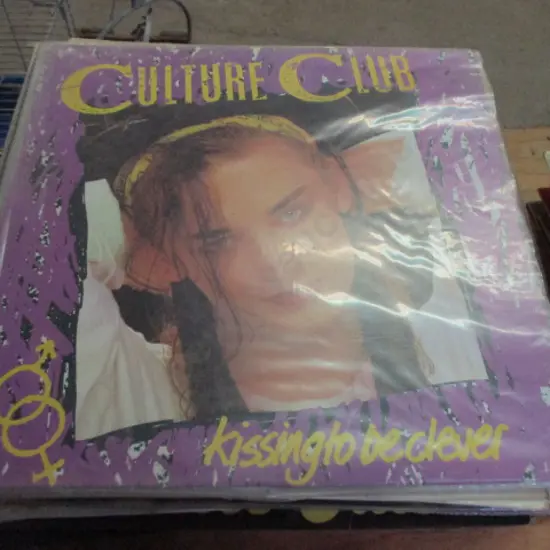 CULTURE CLUB
kissing to be clever